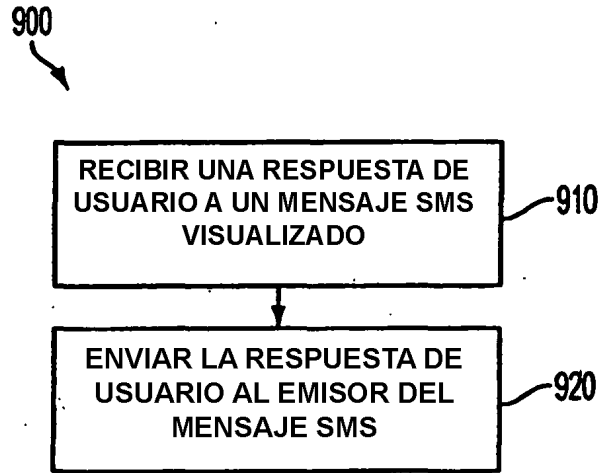 900
RECIBIR UNA RESPUESTA DE
USUARIO A UN MENSAJE SMS
VISUALIZADO
910
ENVIAR LA RESPUESTA DE
USUARIO AL EMISOR DEL
MENSAJE SMS
920